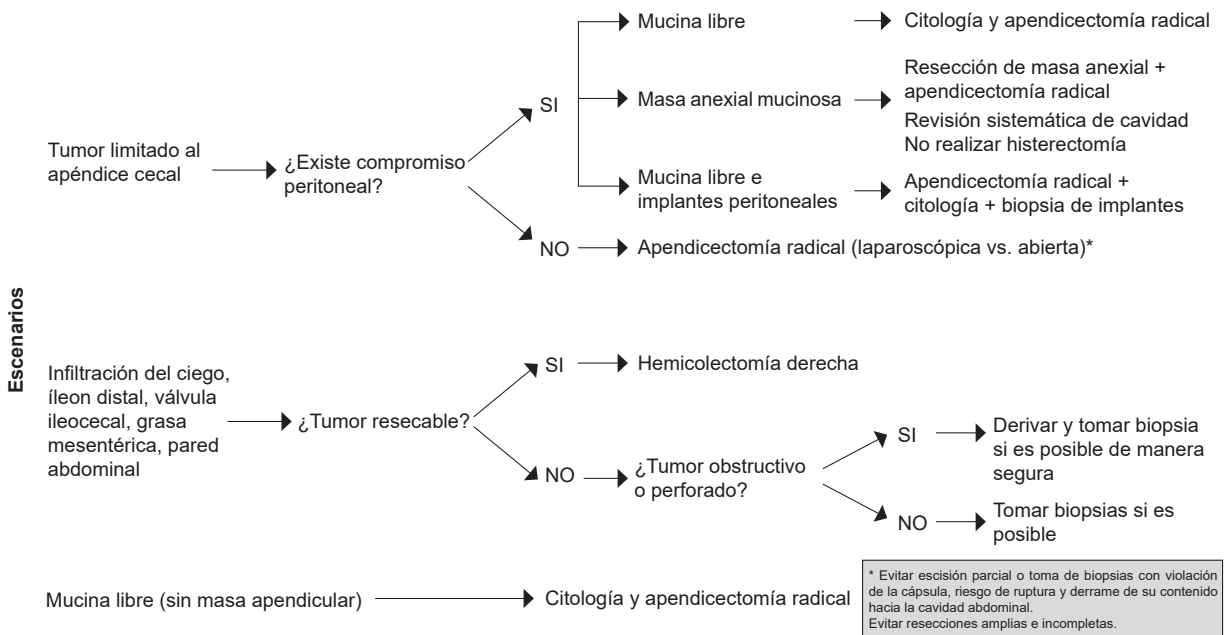 Escenarios
Tumor limitado al
apéndice cecal
¿Existe compromiso
peritoneal?
SI
Mucina libre
Citología y apendicectomía radical
Masa anexial mucinosa
Resección de masa anexial +
apendicectomía radical
Revisión sistemática de cavidad
No realizar histerectomía
Mucina libre e
implantes peritoneales
Apendicectomía radical +
citología + biopsia de implantes
NO
Apendicectomía radical (laparoscópica vs. abierta)*
Infiltración del ciego,
íleon distal, válvula
ileocecal, grasa
mesentérica, pared
abdominal
¿Tumor resecable?
SI
Hemicolectomía derecha
NO
¿Tumor obstructivo
o perforado?
SI
Derivar y tomar biopsia
si es posible de manera
segura
NO
Tomar biopsias si es
posible
Mucina libre (sin masa apendicular)
Citología y apendicectomía radical
* Evitar escisión parcial o toma de biopsias con violación
de la cápsula, riesgo de ruptura y derrame de su contenido
hacia la cavidad abdominal.
Evitar resecciones amplias e incompletas.